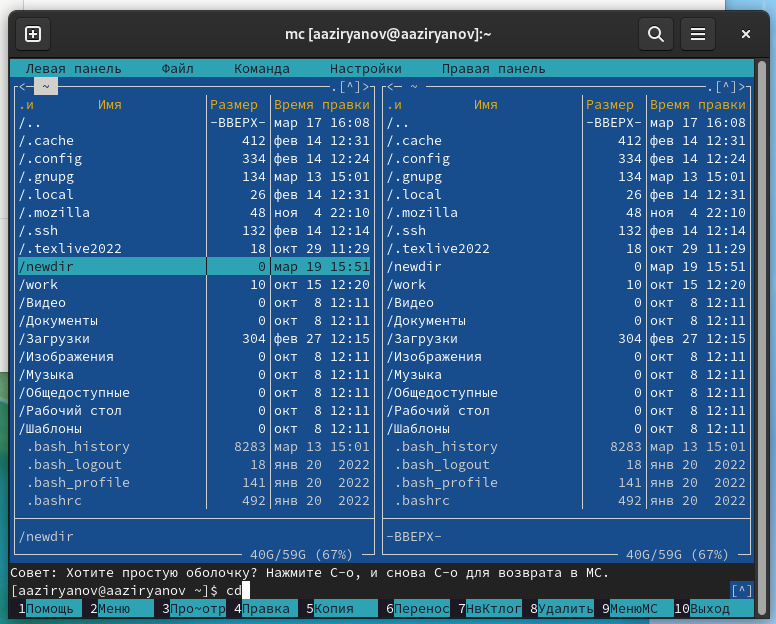 mc [aaziryanov@aaziryanov]:~
Левая панель Файл Команда Настройки Правая панель
<─ ~ .[^]> <─ ~ .[^]>
.и Имя Размер Время правки .и Имя Размер Время правки
/.. -ВВЕРХ- мар 17 16:08 /.. -ВВЕРХ- мар 17 16:08
/.cache 412 фев 14 12:31 /.cache 412 фев 14 12:31
/.config 334 фев 14 12:24 /.config 334 фев 14 12:24
/.gnupg 134 мар 13 15:01 /.gnupg 134 мар 13 15:01
/.local 26 фев 14 12:31 /.local 26 фев 14 12:31
/.mozilla 48 ноя 4 22:10 /.mozilla 48 ноя 4 22:10
/.ssh 132 фев 14 12:14 /.ssh 132 фев 14 12:14
/.texlive2022 18 окт 29 11:29 /.texlive2022 18 окт 29 11:29
/newdir 0 мар 19 15:51 /newdir 0 мар 19 15:51
/work 10 окт 15 12:20 /work 10 окт 15 12:20
/Видео 0 окт 8 12:11 /Видео 0 окт 8 12:11
/Документы 0 окт 8 12:11 /Документы 0 окт 8 12:11
/Загрузки 304 фев 27 12:15 /Загрузки 304 фев 27 12:15
/Изображения 0 окт 8 12:11 /Изображения 0 окт 8 12:11
/Музыка 0 окт 8 12:11 /Музыка 0 окт 8 12:11
/Общедоступные 0 окт 8 12:11 /Общедоступные 0 окт 8 12:11
/Рабочий стол 0 окт 8 12:11 /Рабочий стол 0 окт 8 12:11
/Шаблоны 0 окт 8 12:11 /Шаблоны 0 окт 8 12:11
.bash_history 8283 мар 13 15:01 .bash_history 8283 мар 13 15:01
.bash_logout 18 янв 20 2022 .bash_logout 18 янв 20 2022
.bash_profile 141 янв 20 2022 .bash_profile 141 янв 20 2022
.bashrc 492 янв 20 2022 .bashrc 492 янв 20 2022
/newdir -ВВЕРХ-
40G/59G (67%) 40G/59G (67%)
Совет: Хотите простую оболочку? Нажмите C-o, и снова C-o для возврата в MC.
[aaziryanov@aaziryanov ~]$ cd [^]
1Помощь 2Меню 3Про~отр 4Правка 5Копия 6Перенос 7НвКтлог 8Удалить 9МенюMC 10Выход